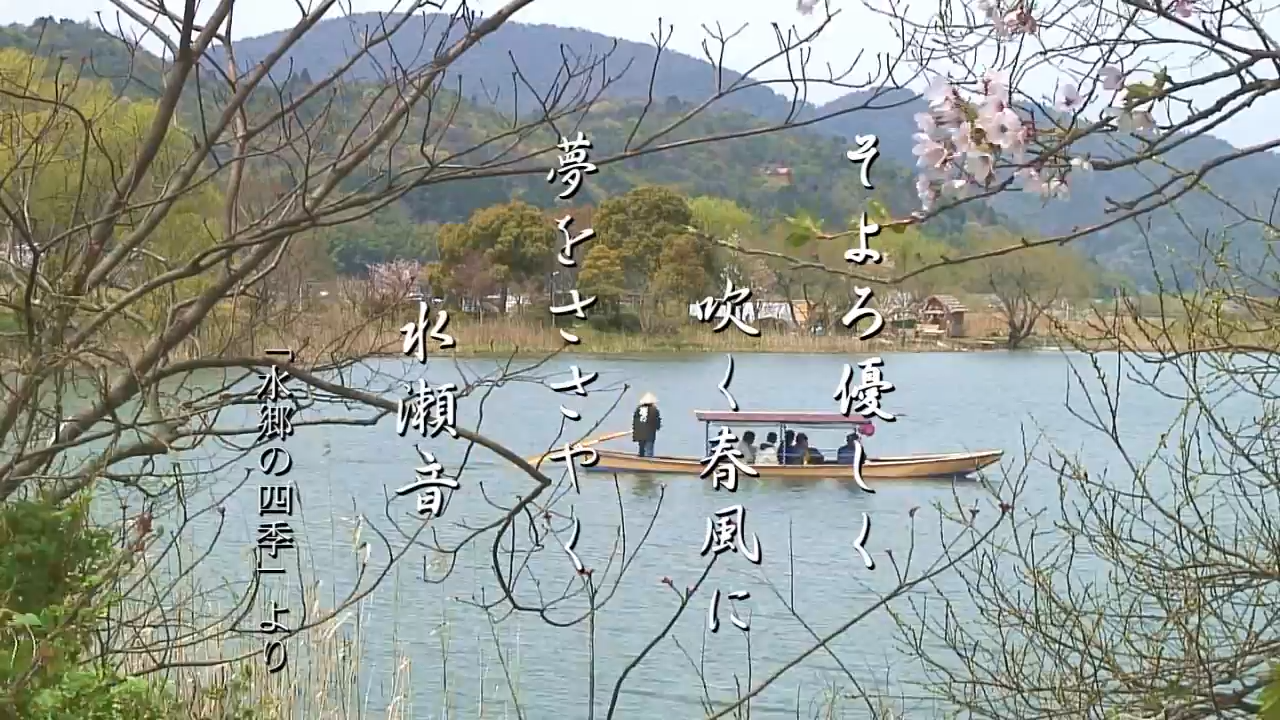 そよろ優しく
吹く春風に
夢をささやく
水瀬音
「水郷の四季」より